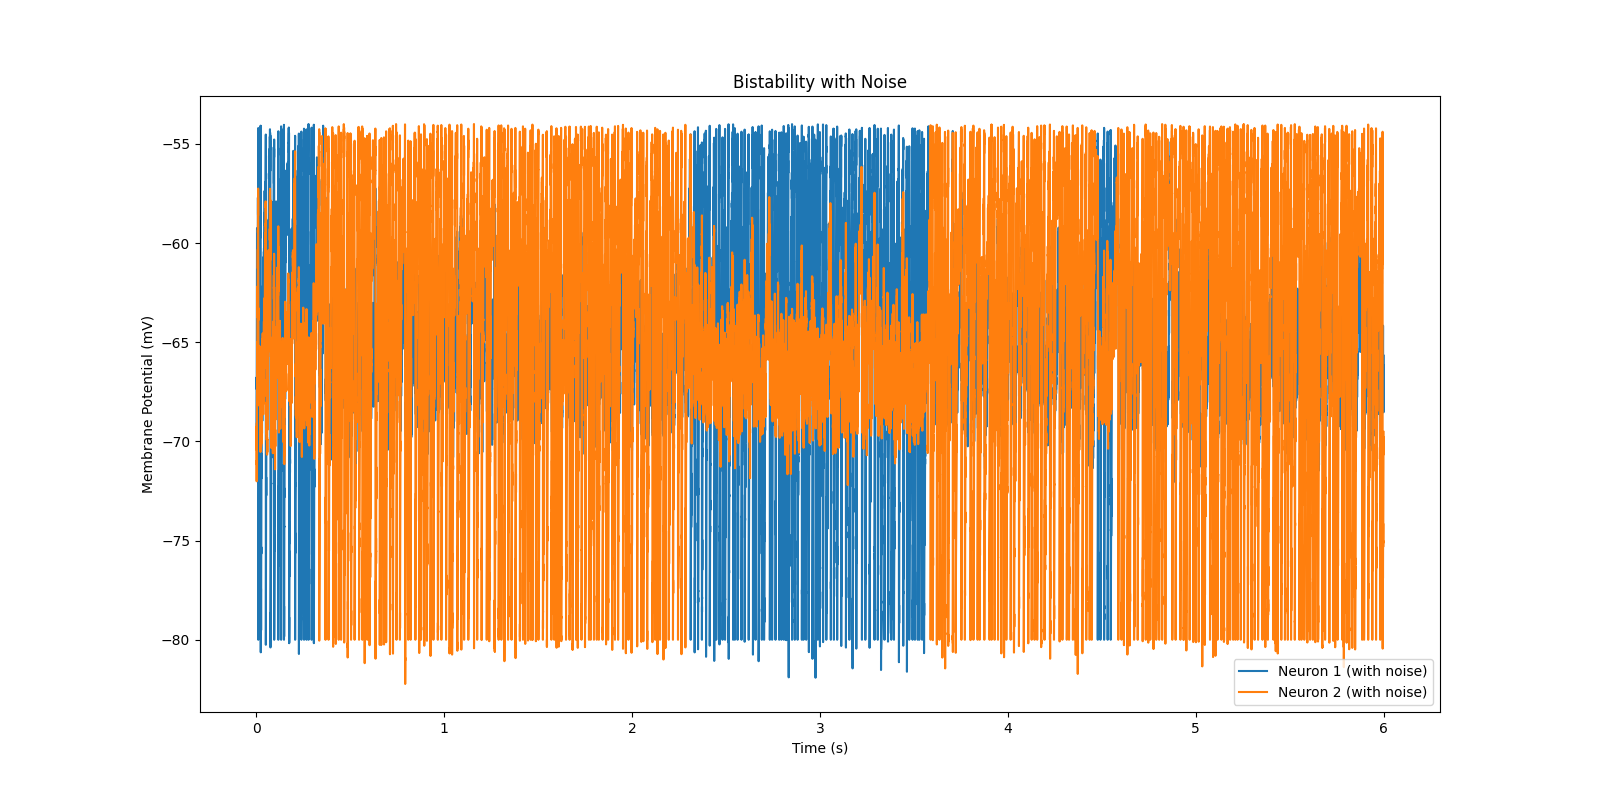 Bistability with Noise
Membrane Potential (mV)
−55
−60
−65
−70
−75
−80
0 1 2 3 4 5 6
Time (s)
Neuron 1 (with noise)
Neuron 2 (with noise)